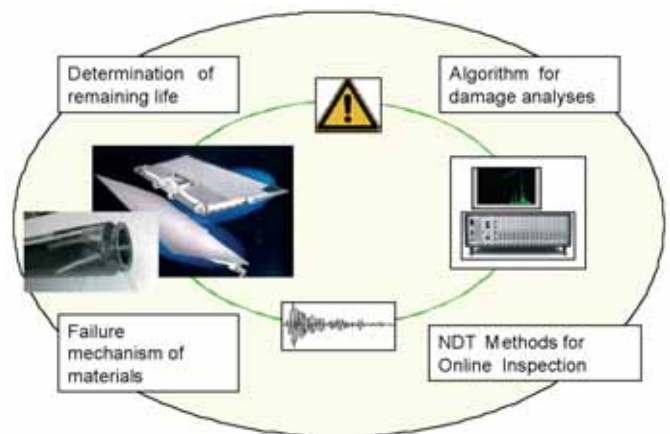 Determination of
remaining life
Algorithm for
damage analyses
Failure
mechanism of
materials
NDT Methods for
Online Inspection